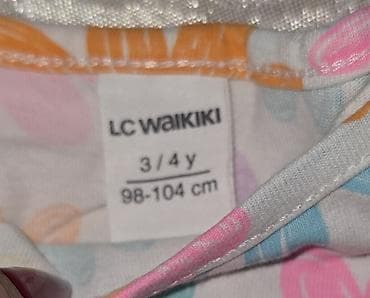 LC WAIKIKI
3 / 4 y
98-104 cm